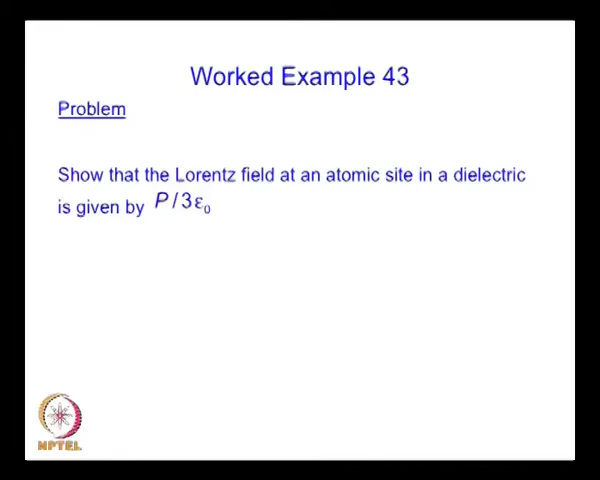 Worked Example 43
Problem
Show that the Lorentz field at an atomic site in a dielectric
is given by P/3ε₀
NPTEL